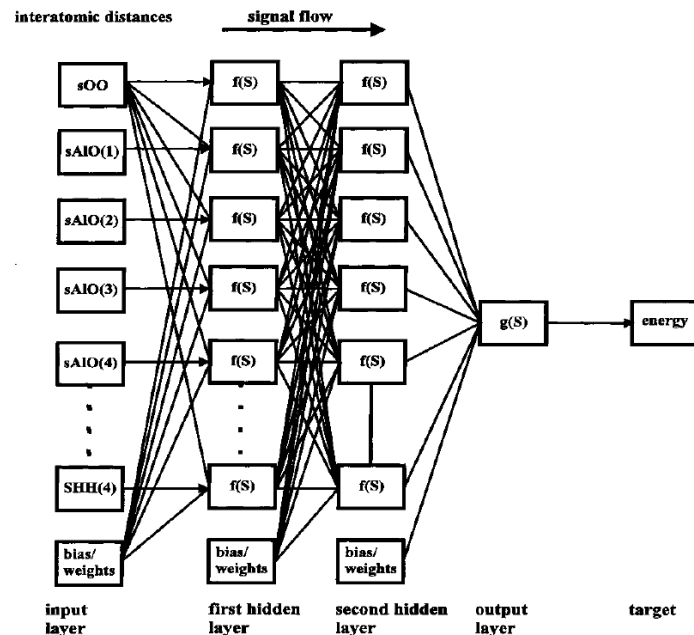 interatomic distances
signal flow
sOO f(S) f(S)
sAlO(1) f(S) f(S)
sAlO(2) f(S) f(S)
sAlO(3) f(S) f(S)
g(S) energy
sAlO(4) f(S) f(S)
SHH(4) f(S) f(S)
bias/ bias/ bias/
weights weights weights
input first hidden second hidden output target
layer layer layer layer